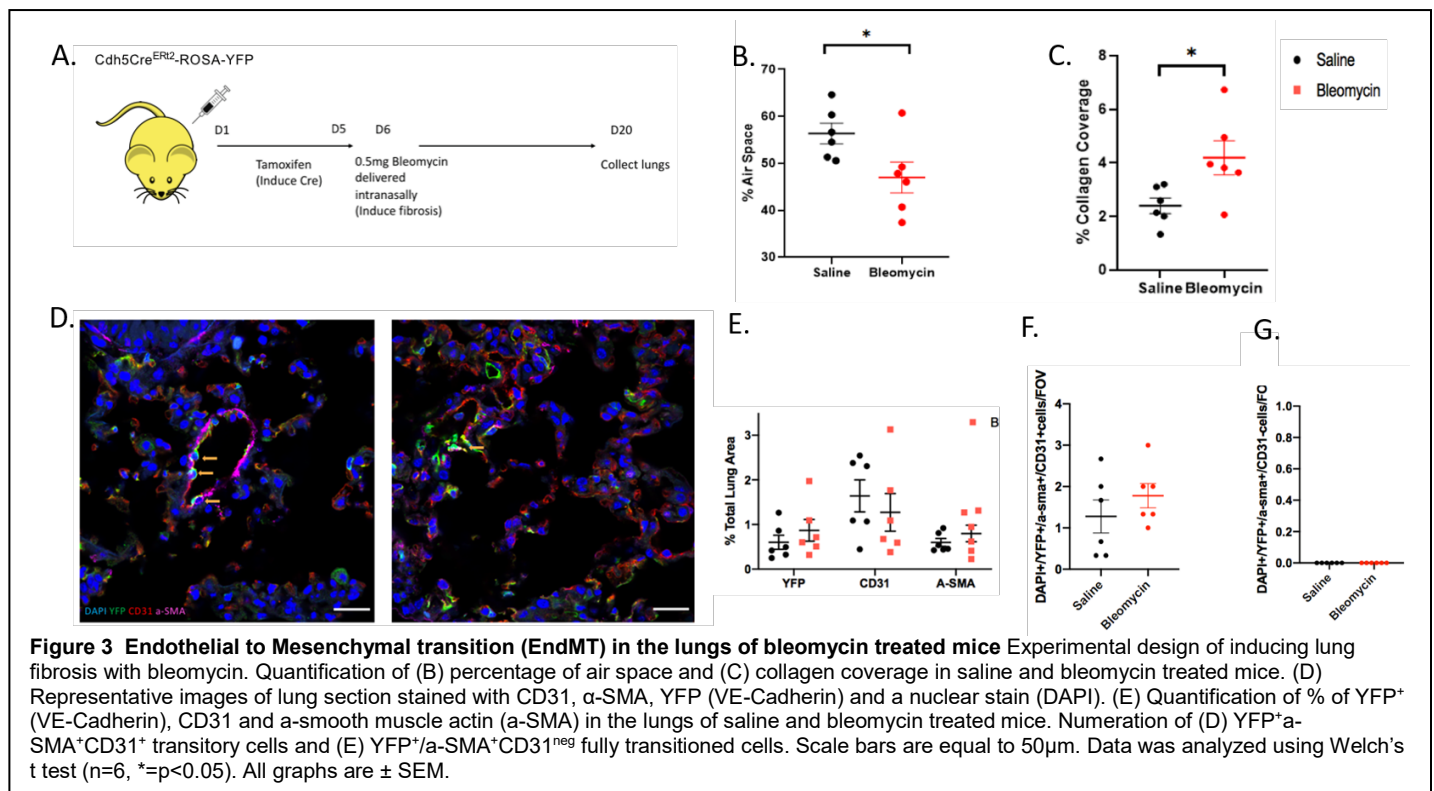 A.
Cdh5Cre^ERt2-ROSA-YFP
D1
D5
D6
D20
Tamoxifen
(Induce Cre)
0.5mg Bleomycin
delivered
intranasally
(Induce fibrosis)
Collect lungs
B.
*
% Air Space
70
60
50
40
30
Saline
Bleomycin
C.
*
% Collagen Coverage
8
6
4
2
0
Saline Bleomycin
Saline
Bleomycin
D.
DAPI YFP CD31 a-SMA
E.
B
% Total Lung Area
3
2
1
0
YFP
CD31
A-SMA
F.
DAPI+/YFP+/a-sma+/CD31+cells/FOV
4
3
2
1
0
Saline
Bleomycin
G.
DAPI+/YFP+/a-sma+/CD31-cells/FO
1.0
0.8
0.6
0.4
0.2
0.0
Saline
Bleomycin
Figure 3 Endothelial to Mesenchymal transition (EndMT) in the lungs of bleomycin treated mice Experimental design of inducing lung
fibrosis with bleomycin. Quantification of (B) percentage of air space and (C) collagen coverage in saline and bleomycin treated mice. (D)
Representative images of lung section stained with CD31, α-SMA, YFP (VE-Cadherin) and a nuclear stain (DAPI). (E) Quantification of % of YFP⁺
(VE-Cadherin), CD31 and a-smooth muscle actin (a-SMA) in the lungs of saline and bleomycin treated mice. Numeration of (D) YFP⁺a-
SMA⁺CD31⁺ transitory cells and (E) YFP⁺/a-SMA⁺CD31ⁿᵉᵍ fully transitioned cells. Scale bars are equal to 50µm. Data was analyzed using Welch's
t test (n=6, *=p<0.05). All graphs are ± SEM.